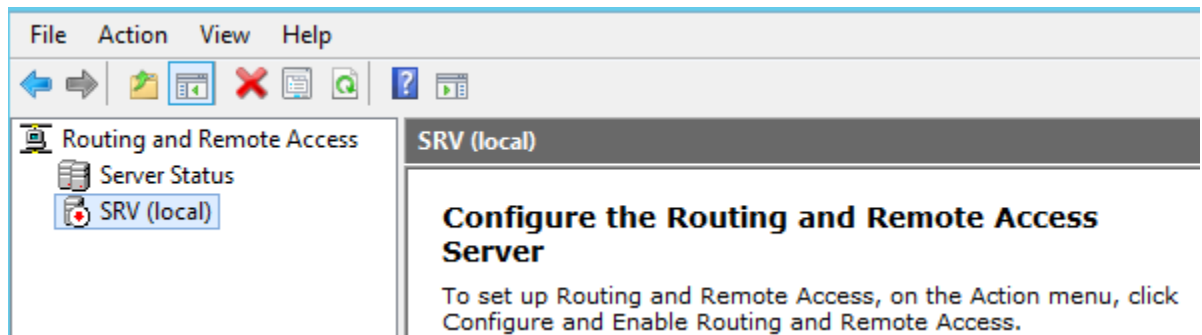 File Action View Help
Routing and Remote Access
Server Status
SRV (local)
SRV (local)
Configure the Routing and Remote Access
Server
To set up Routing and Remote Access, on the Action menu, click
Configure and Enable Routing and Remote Access.